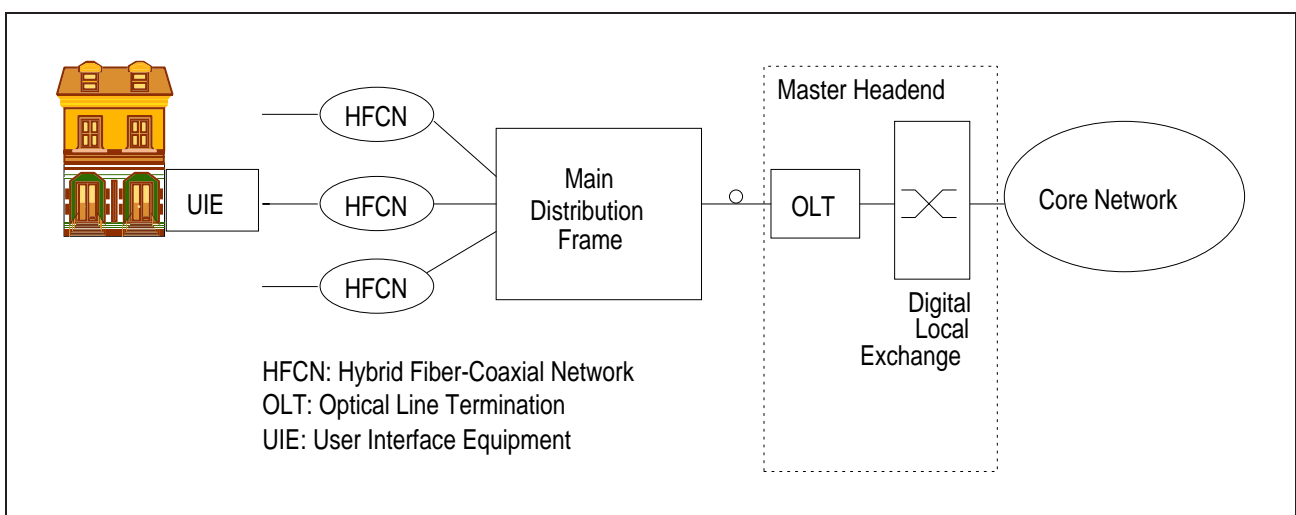 Master Headend
HFCN
HFCN
HFCN
UIE
Main
Distribution
Frame
OLT
Core Network
Digital
Local
Exchange
HFCN: Hybrid Fiber-Coaxial Network
OLT: Optical Line Termination
UIE: User Interface Equipment